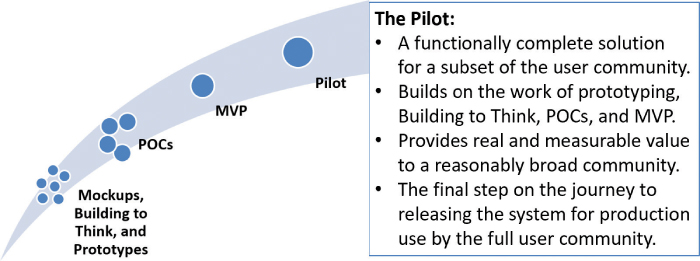 Mockups,
Building to
Think, and
Prototypes
POCs
MVP
Pilot
The Pilot:
• A functionally complete solution
for a subset of the user community.
• Builds on the work of prototyping,
Building to Think, POCs, and MVP.
• Provides real and measurable value
to a reasonably broad community.
• The final step on the journey to
releasing the system for production
use by the full user community.